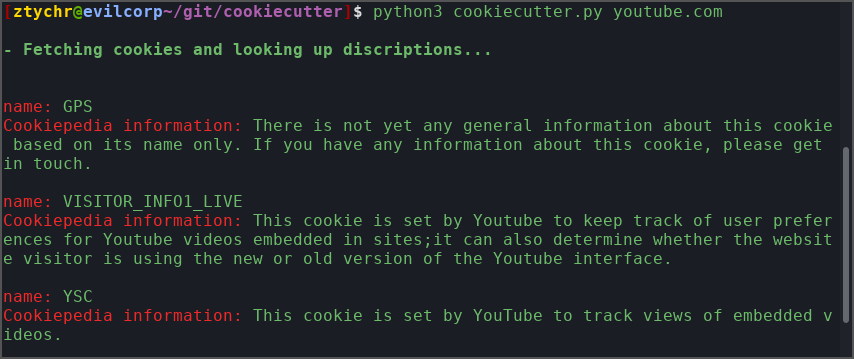 [ztychr@evilcorp~/git/cookiecutter]$ python3 cookiecutter.py youtube.com
- Fetching cookies and looking up discriptions...
name: GPS
Cookiepedia information: There is not yet any general information about this cookie
based on its name only. If you have any information about this cookie, please get
in touch.
name: VISITOR_INFO1_LIVE
Cookiepedia information: This cookie is set by Youtube to keep track of user prefer
ences for Youtube videos embedded in sites;it can also determine whether the websit
e visitor is using the new or old version of the Youtube interface.
name: YSC
Cookiepedia information: This cookie is set by YouTube to track views of embedded v
ideos.